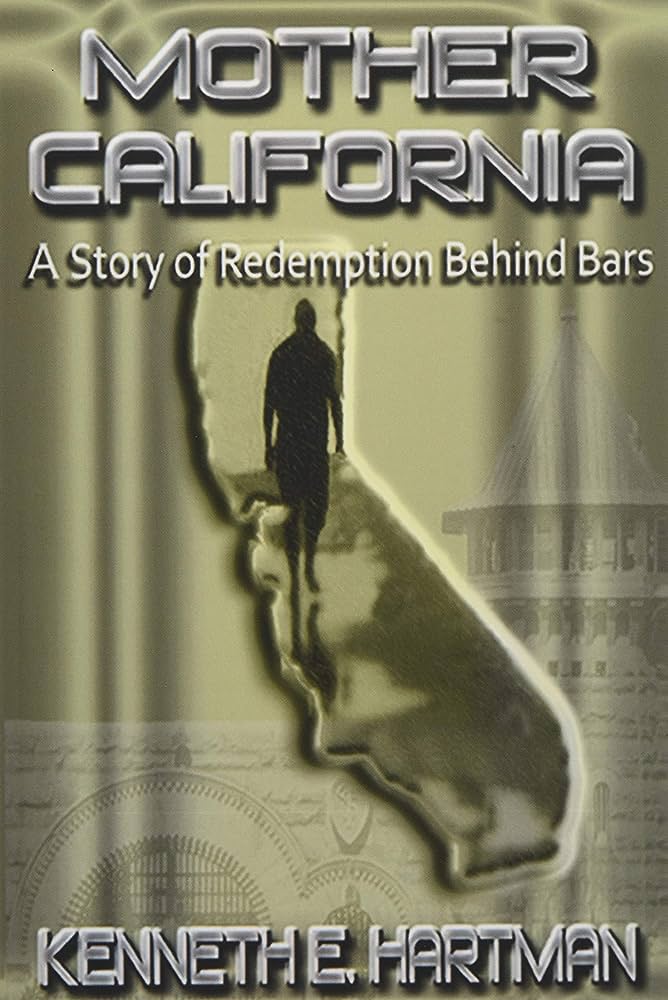 MOTHER
CALIFORNIA
A Story of Redemption Behind Bars
KENNETH E. HARTMAN